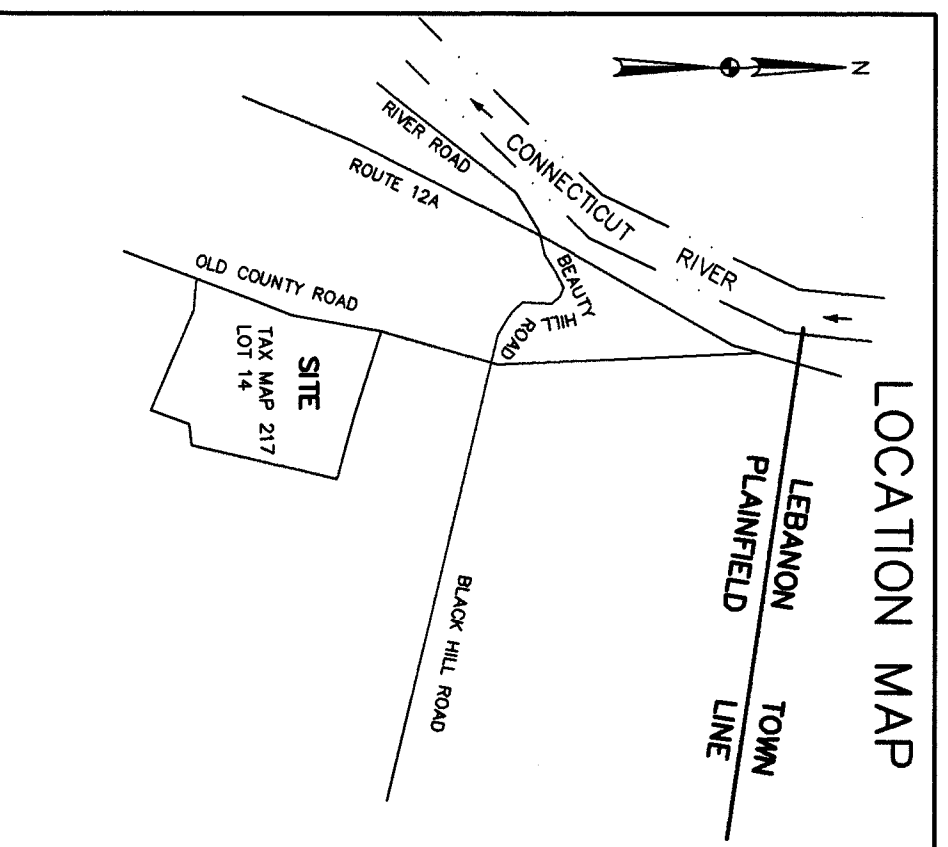 LOCATION MAP
N
CONNECTICUT RIVER
RIVER ROAD
ROUTE 12A
BEAUTY
HILL
ROAD
OLD COUNTY ROAD
SITE
TAX MAP 217
LOT 14
BLACK HILL ROAD
LEBANON
PLAINFIELD
TOWN
LINE